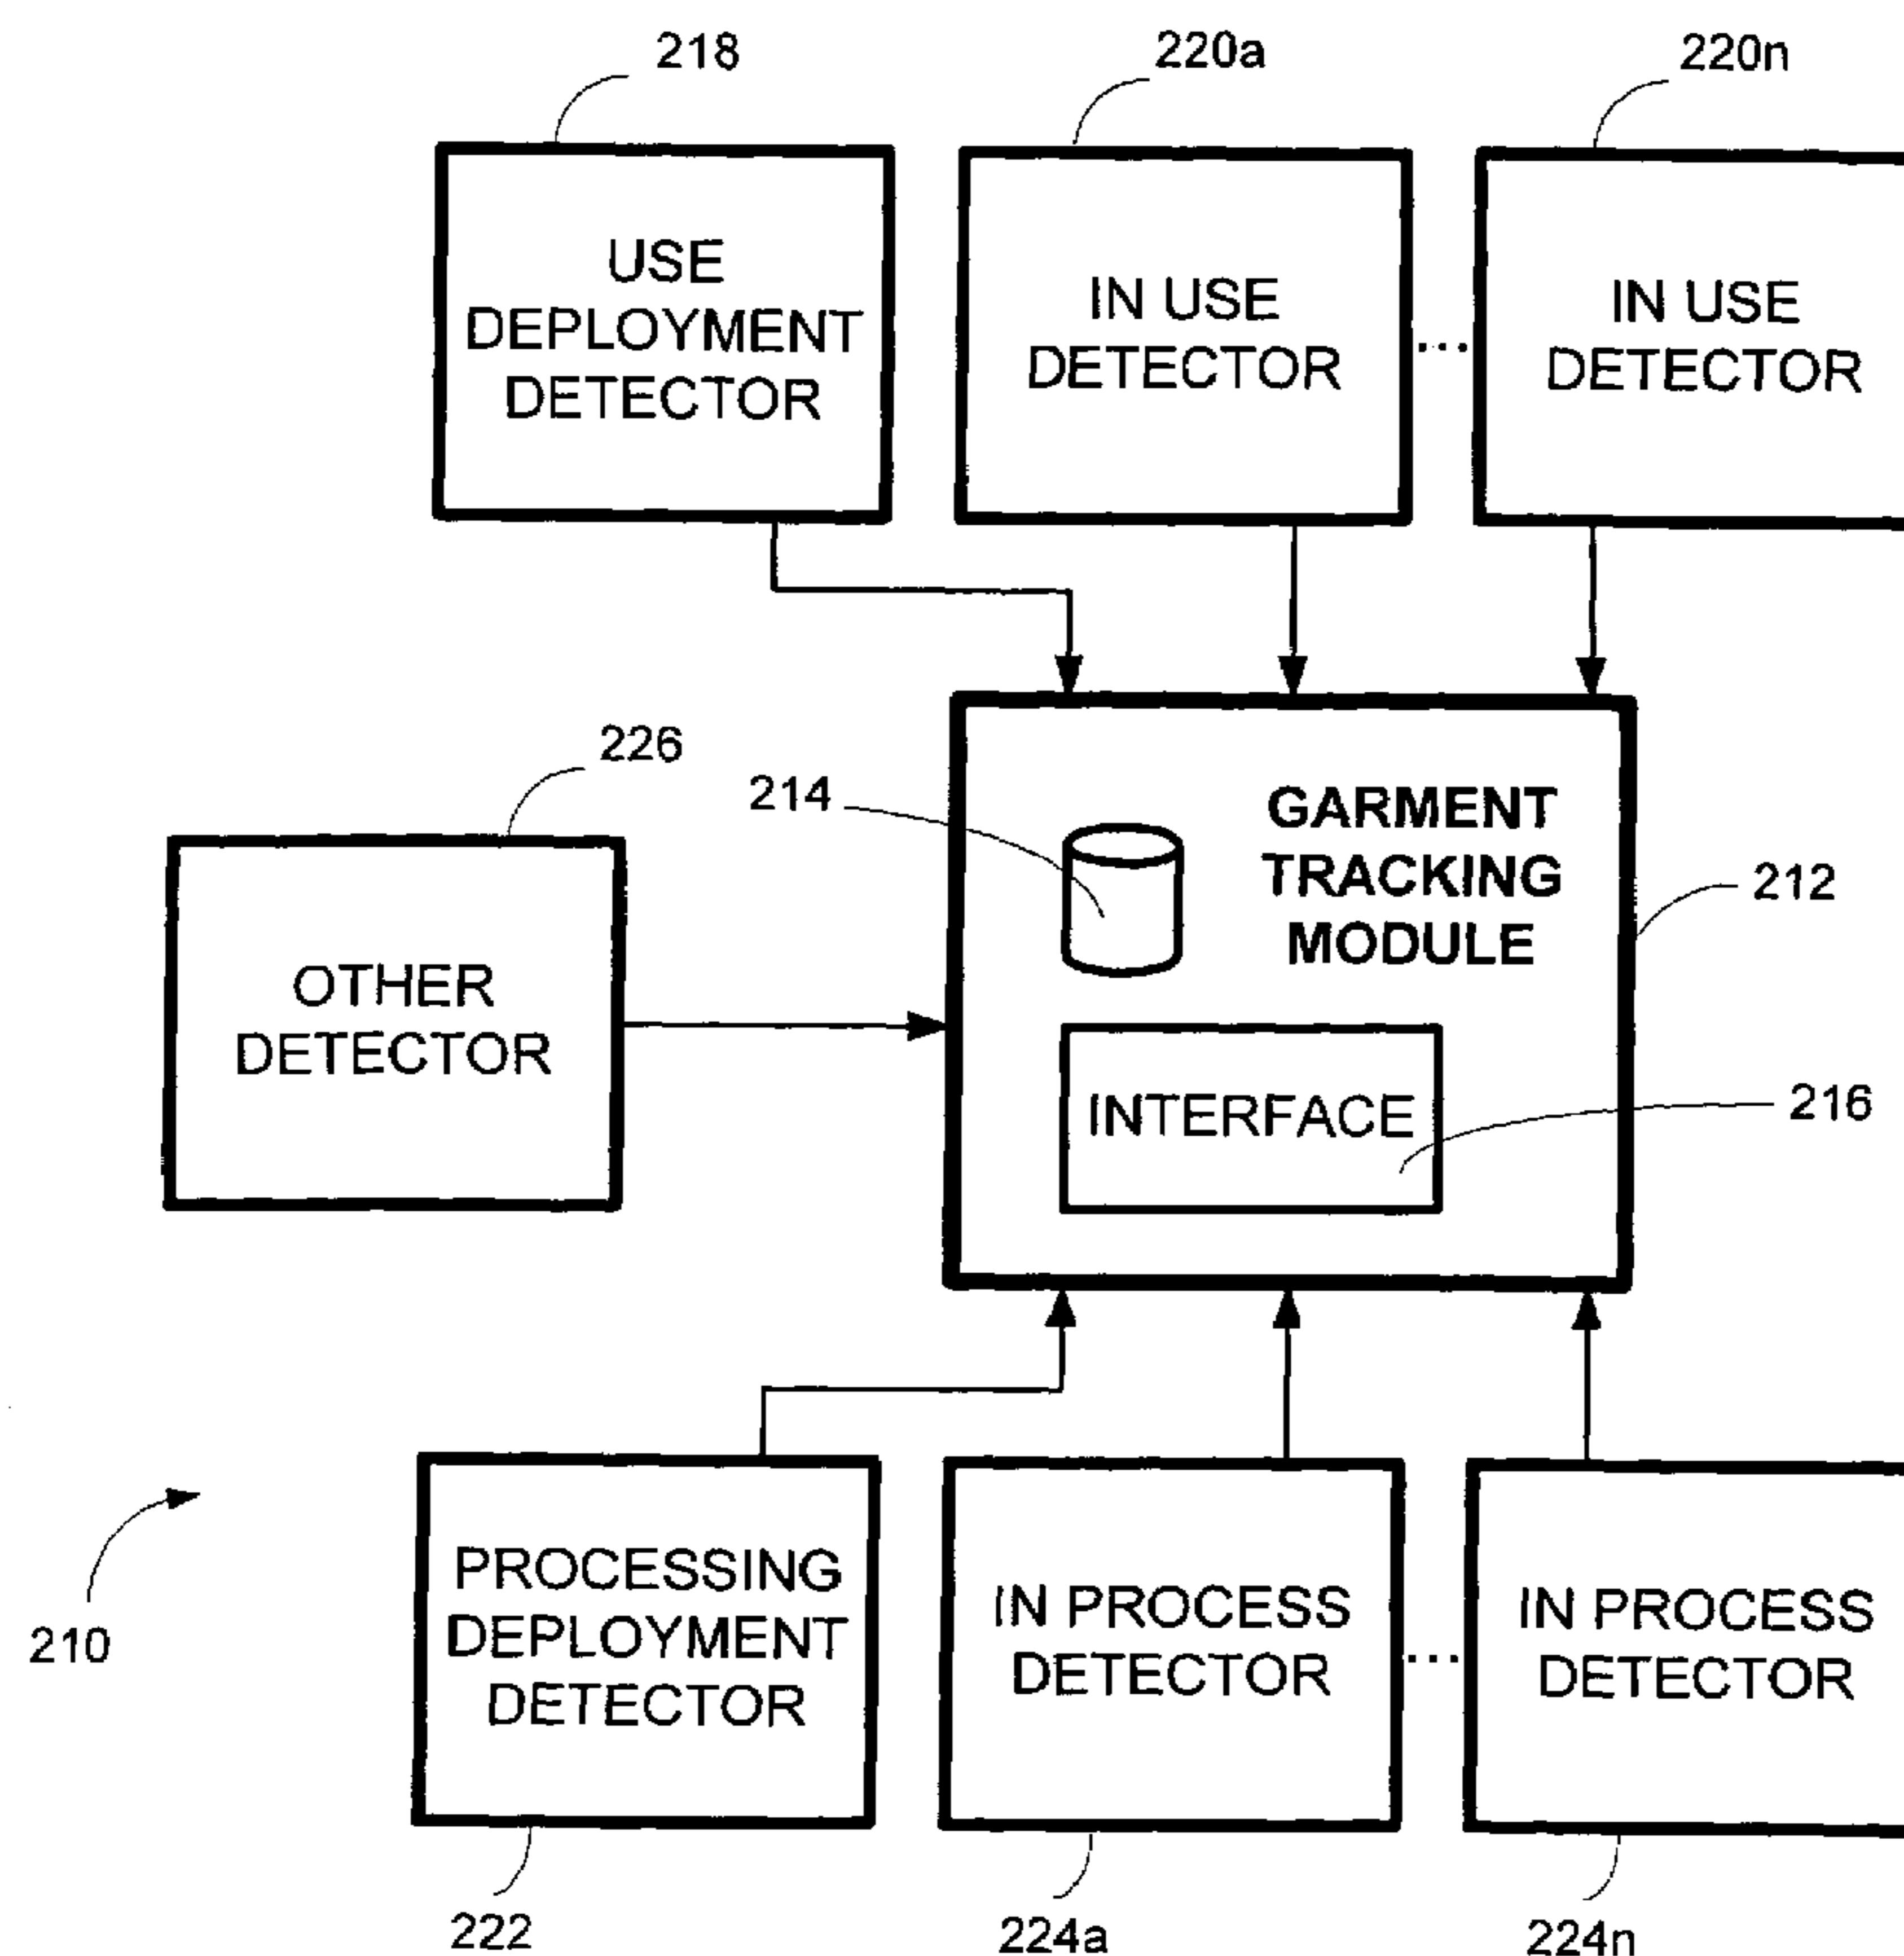 218
220a
220n
USE
DEPLOYMENT
DETECTOR
IN USE
DETECTOR
...
IN USE
DETECTOR
226
214
GARMENT
TRACKING
MODULE
212
OTHER
DETECTOR
INTERFACE
216
210
PROCESSING
DEPLOYMENT
DETECTOR
IN PROCESS
DETECTOR
...
IN PROCESS
DETECTOR
222
224a
224n